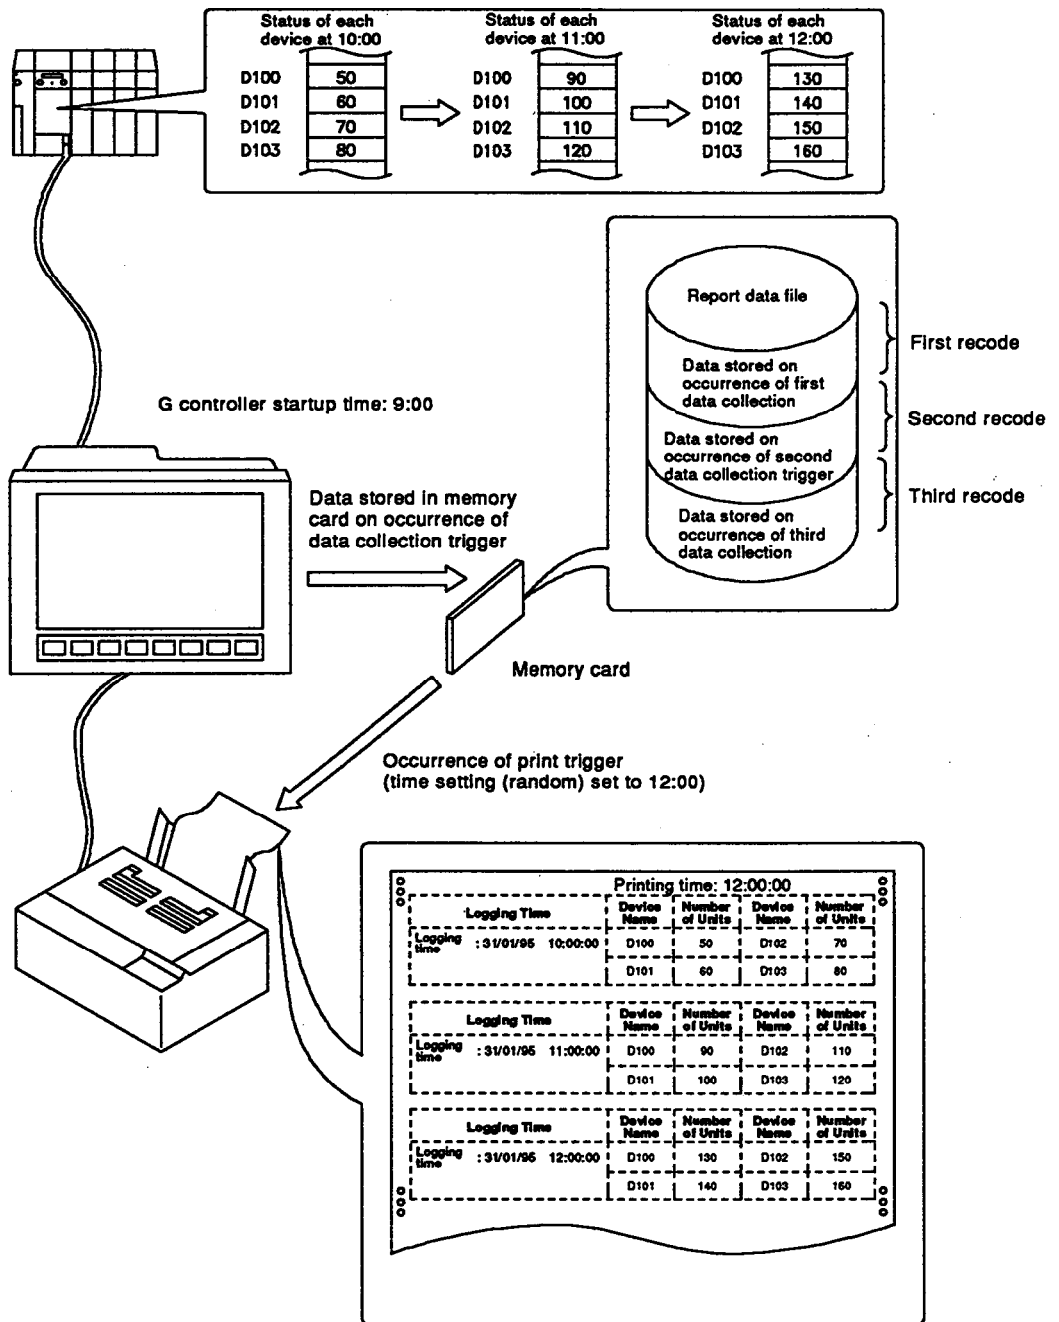 Status of each device at 10:00
Status of each device at 11:00
Status of each device at 12:00
D100 50
D101 60
D102 70
D103 80
D100 90
D101 100
D102 110
D103 120
D100 130
D101 140
D102 150
D103 160
Report data file
Data stored on
occurrence of first
data collection
Data stored on
occurrence of second
data collection trigger
Data stored on
occurrence of third
data collection
First recode
Second recode
Third recode
G controller startup time: 9:00
Data stored in memory
card on occurrence of
data collection trigger
Memory card
Occurrence of print trigger
(time setting (random) set to 12:00)
Printing time: 12:00:00
Logging Time Device Name Number of Units Device Name Number of Units
Logging time : 31/01/95 10:00:00 D100 50 D102 70
D101 60 D103 80
Logging Time Device Name Number of Units Device Name Number of Units
Logging time : 31/01/95 11:00:00 D100 90 D102 110
D101 100 D103 120
Logging Time Device Name Number of Units Device Name Number of Units
Logging time : 31/01/95 12:00:00 D100 130 D102 150
D101 140 D103 160